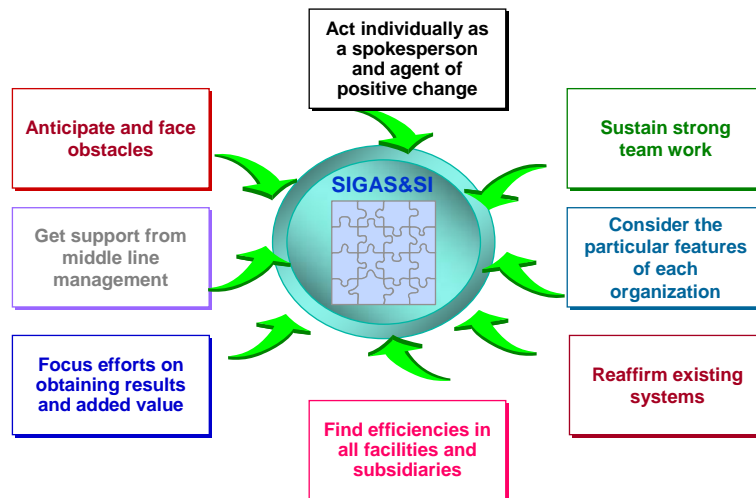 Act individually as
a spokesperson
and agent of
positive change
Anticipate and face
obstacles
Sustain strong
team work
SIGAS&SI
Get support from
middle line
management
Consider the
particular features
of each
organization
Focus efforts on
obtaining results
and added value
Reaffirm existing
systems
Find efficiencies in
all facilities and
subsidiaries